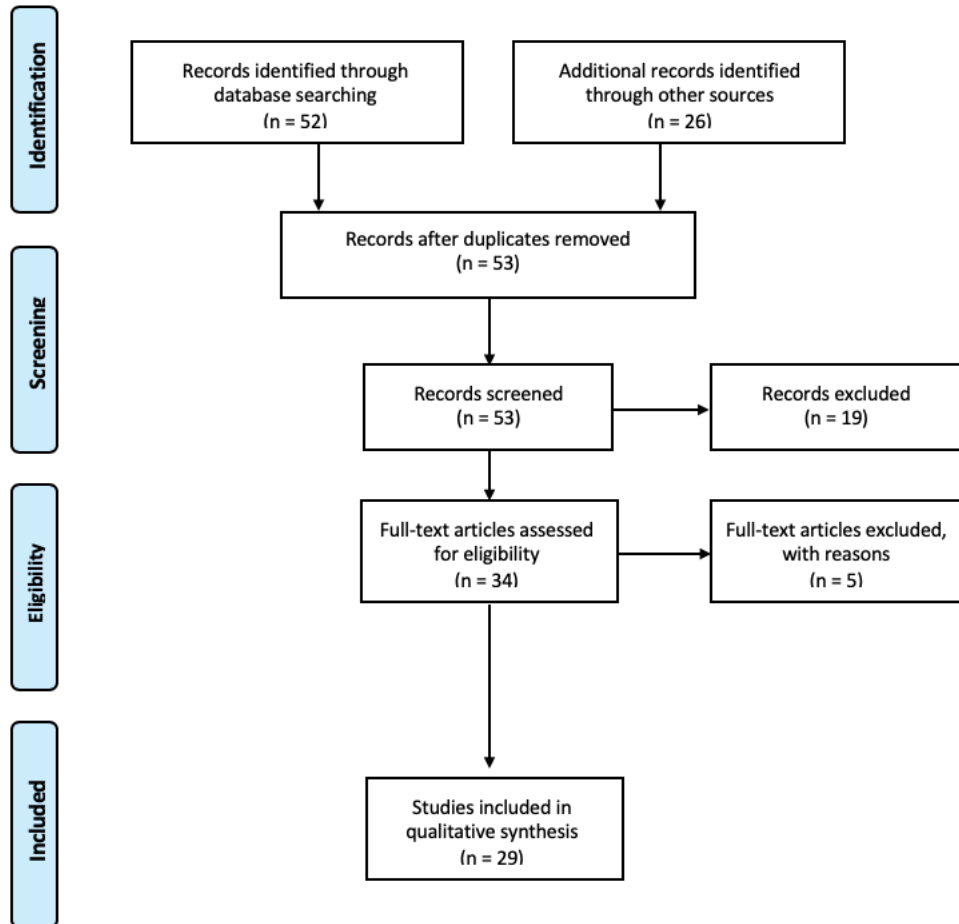 Identification
Records identified through
database searching
(n = 52)
Additional records identified
through other sources
(n = 26)
Records after duplicates removed
(n = 53)
Screening
Records screened
(n = 53)
Records excluded
(n = 19)
Eligibility
Full-text articles assessed
for eligibility
(n = 34)
Full-text articles excluded,
with reasons
(n = 5)
Included
Studies included in
qualitative synthesis
(n = 29)